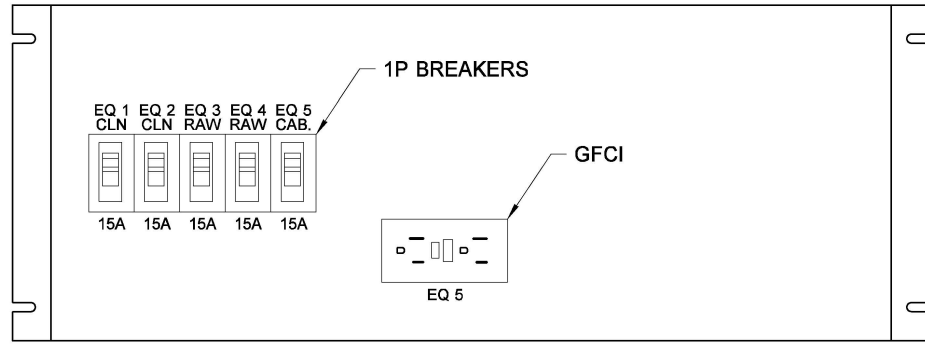 1P BREAKERS
EQ 1 EQ 2 EQ 3 EQ 4 EQ 5
CLN CLN RAW RAW CAB.
GFCI
15A 15A 15A 15A 15A
EQ 5